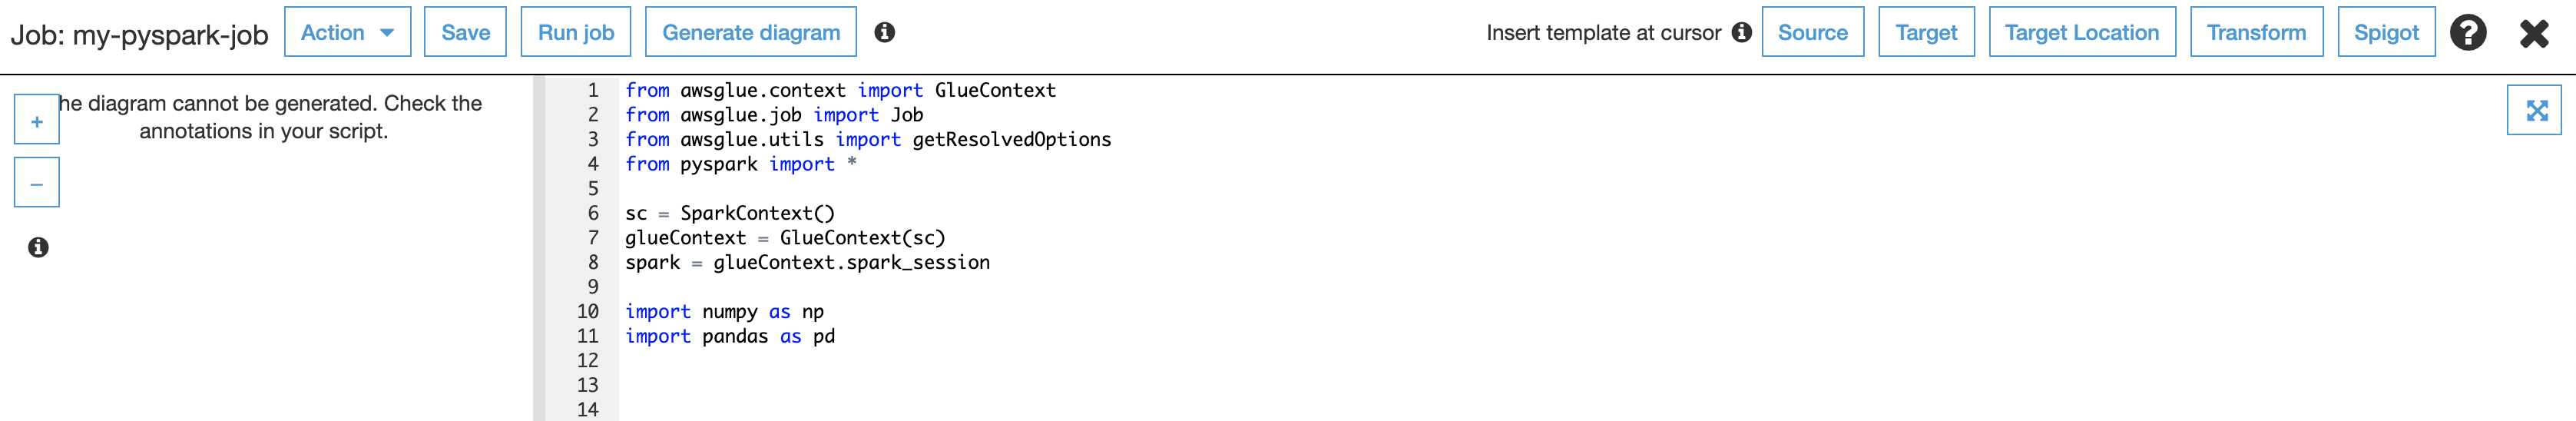 Job: my-pyspark-job Action Save Run job Generate diagram Insert template at cursor Source Target Target Location Transform Spigot
+ he diagram cannot be generated. Check the
annotations in your script.
−
1 from awsglue.context import GlueContext
2 from awsglue.job import Job
3 from awsglue.utils import getResolvedOptions
4 from pyspark import *
5
6 sc = SparkContext()
7 glueContext = GlueContext(sc)
8 spark = glueContext.spark_session
9
10 import numpy as np
11 import pandas as pd
12
13
14